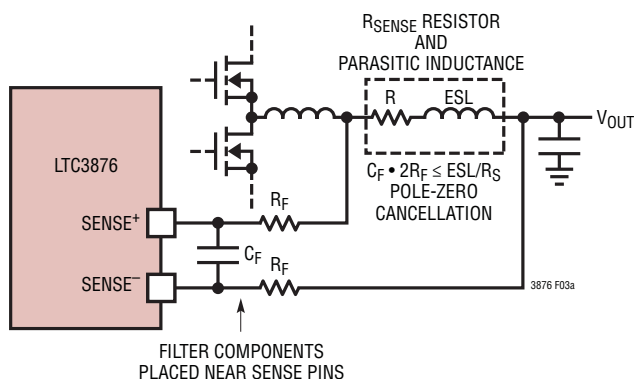 RSENSE RESISTOR
AND
PARASITIC INDUCTANCE
R
ESL
VOUT
CF • 2RF ≤ ESL/RS
POLE-ZERO
CANCELLATION
LTC3876
SENSE+
RF
CF
SENSE−
RF
3876 F03a
FILTER COMPONENTS
PLACED NEAR SENSE PINS